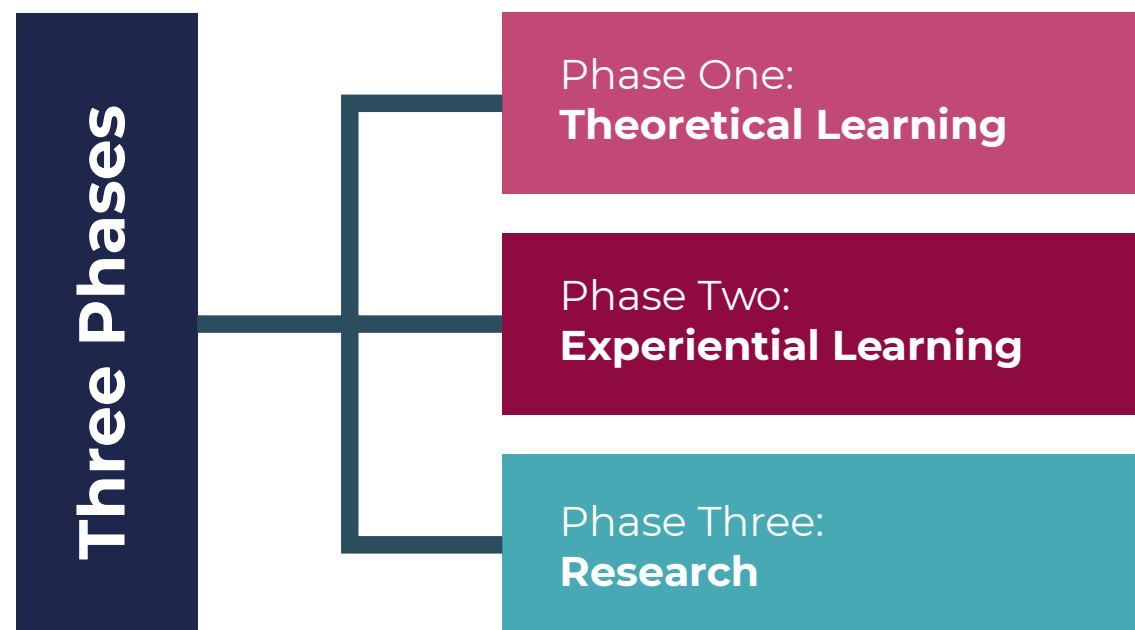 Three Phases
Phase One:
Theoretical Learning
Phase Two:
Experiential Learning
Phase Three:
Research